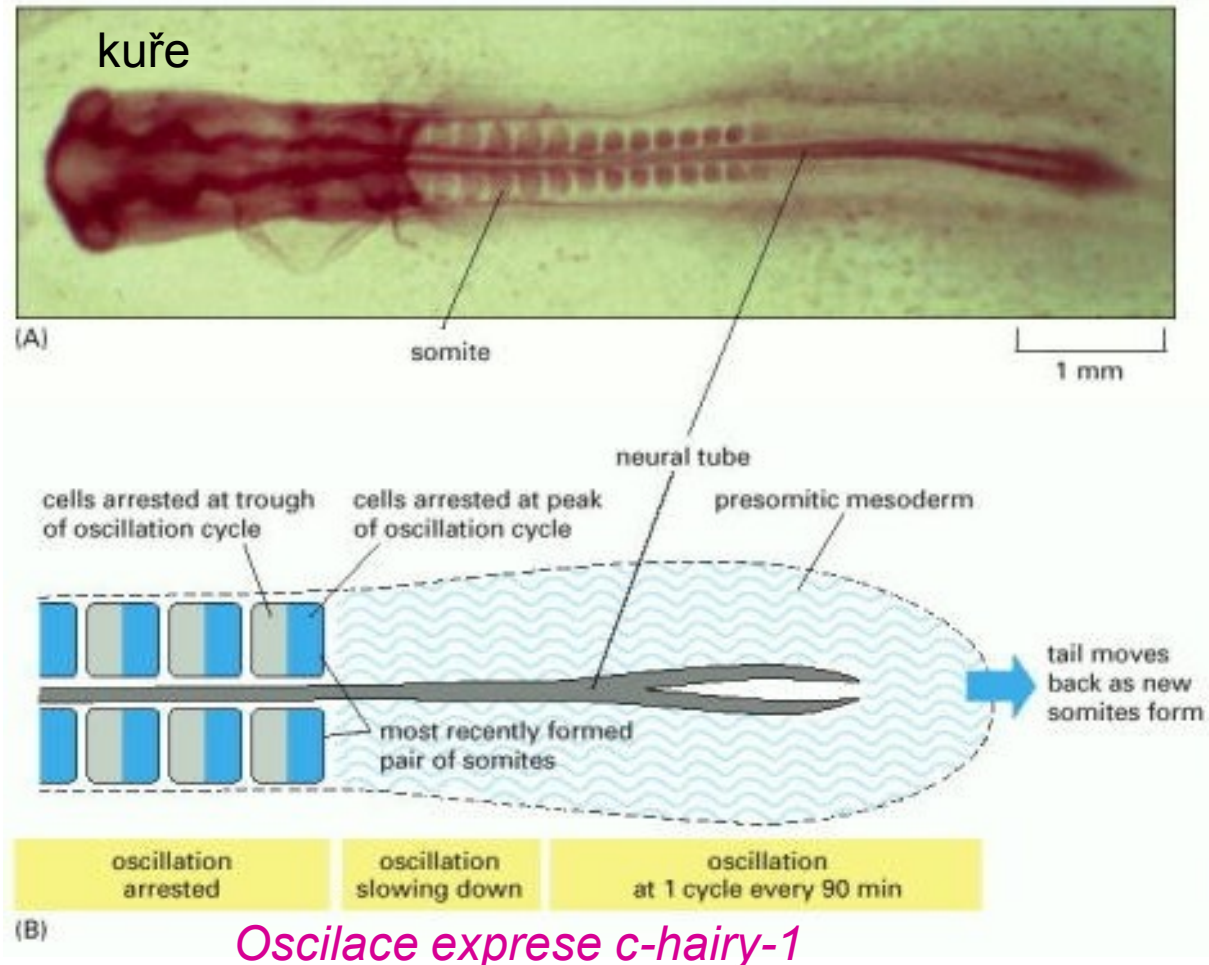 kuře
(A)
somite
1 mm
neural tube
cells arrested at trough
of oscillation cycle
cells arrested at peak
of oscillation cycle
presomitic mesoderm
tail moves
back as new
somites form
most recently formed
pair of somites
oscillation
arrested
oscillation
slowing down
oscillation
at 1 cycle every 90 min
(B)
Oscilace exprese c-hairy-1